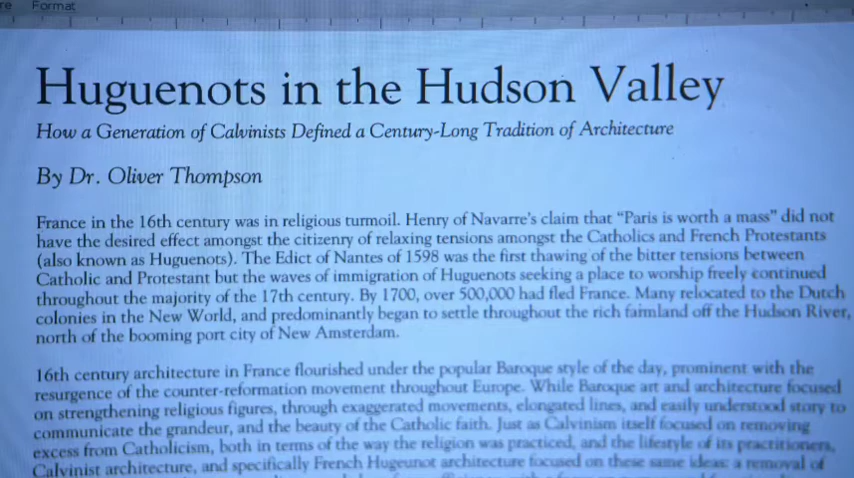 re Format
Huguenots in the Hudson Valley
How a Generation of Calvinists Defined a Century-Long Tradition of Architecture
By Dr. Oliver Thompson
France in the 16th century was in religious turmoil. Henry of Navarre's claim that "Paris is worth a mass" did not
have the desired effect amongst the citizenry of relaxing tensions amongst the Catholics and French Protestants
(also known as Huguenots). The Edict of Nantes of 1598 was the first thawing of the bitter tensions between
Catholic and Protestant but the waves of immigration of Huguenots seeking a place to worship freely continued
throughout the majority of the 17th century. By 1700, over 500,000 had fled France. Many relocated to the Dutch
colonies in the New World, and predominantly began to settle throughout the rich farmland off the Hudson River,
north of the booming port city of New Amsterdam.
16th century architecture in France flourished under the popular Baroque style of the day, prominent with the
resurgence of the counter-reformation movement throughout Europe. While Baroque art and architecture focused
on strengthening religious figures, through exaggerated movements, elongated lines, and easily understood story to
communicate the grandeur, and the beauty of the Catholic faith. Just as Calvinism itself focused on removing
excess from Catholicism, both in terms of the way the religion was practiced, and the lifestyle of its practitioners,
Calvinist architecture, and specifically French Hugeunot architecture focused on these same ideas: a removal of